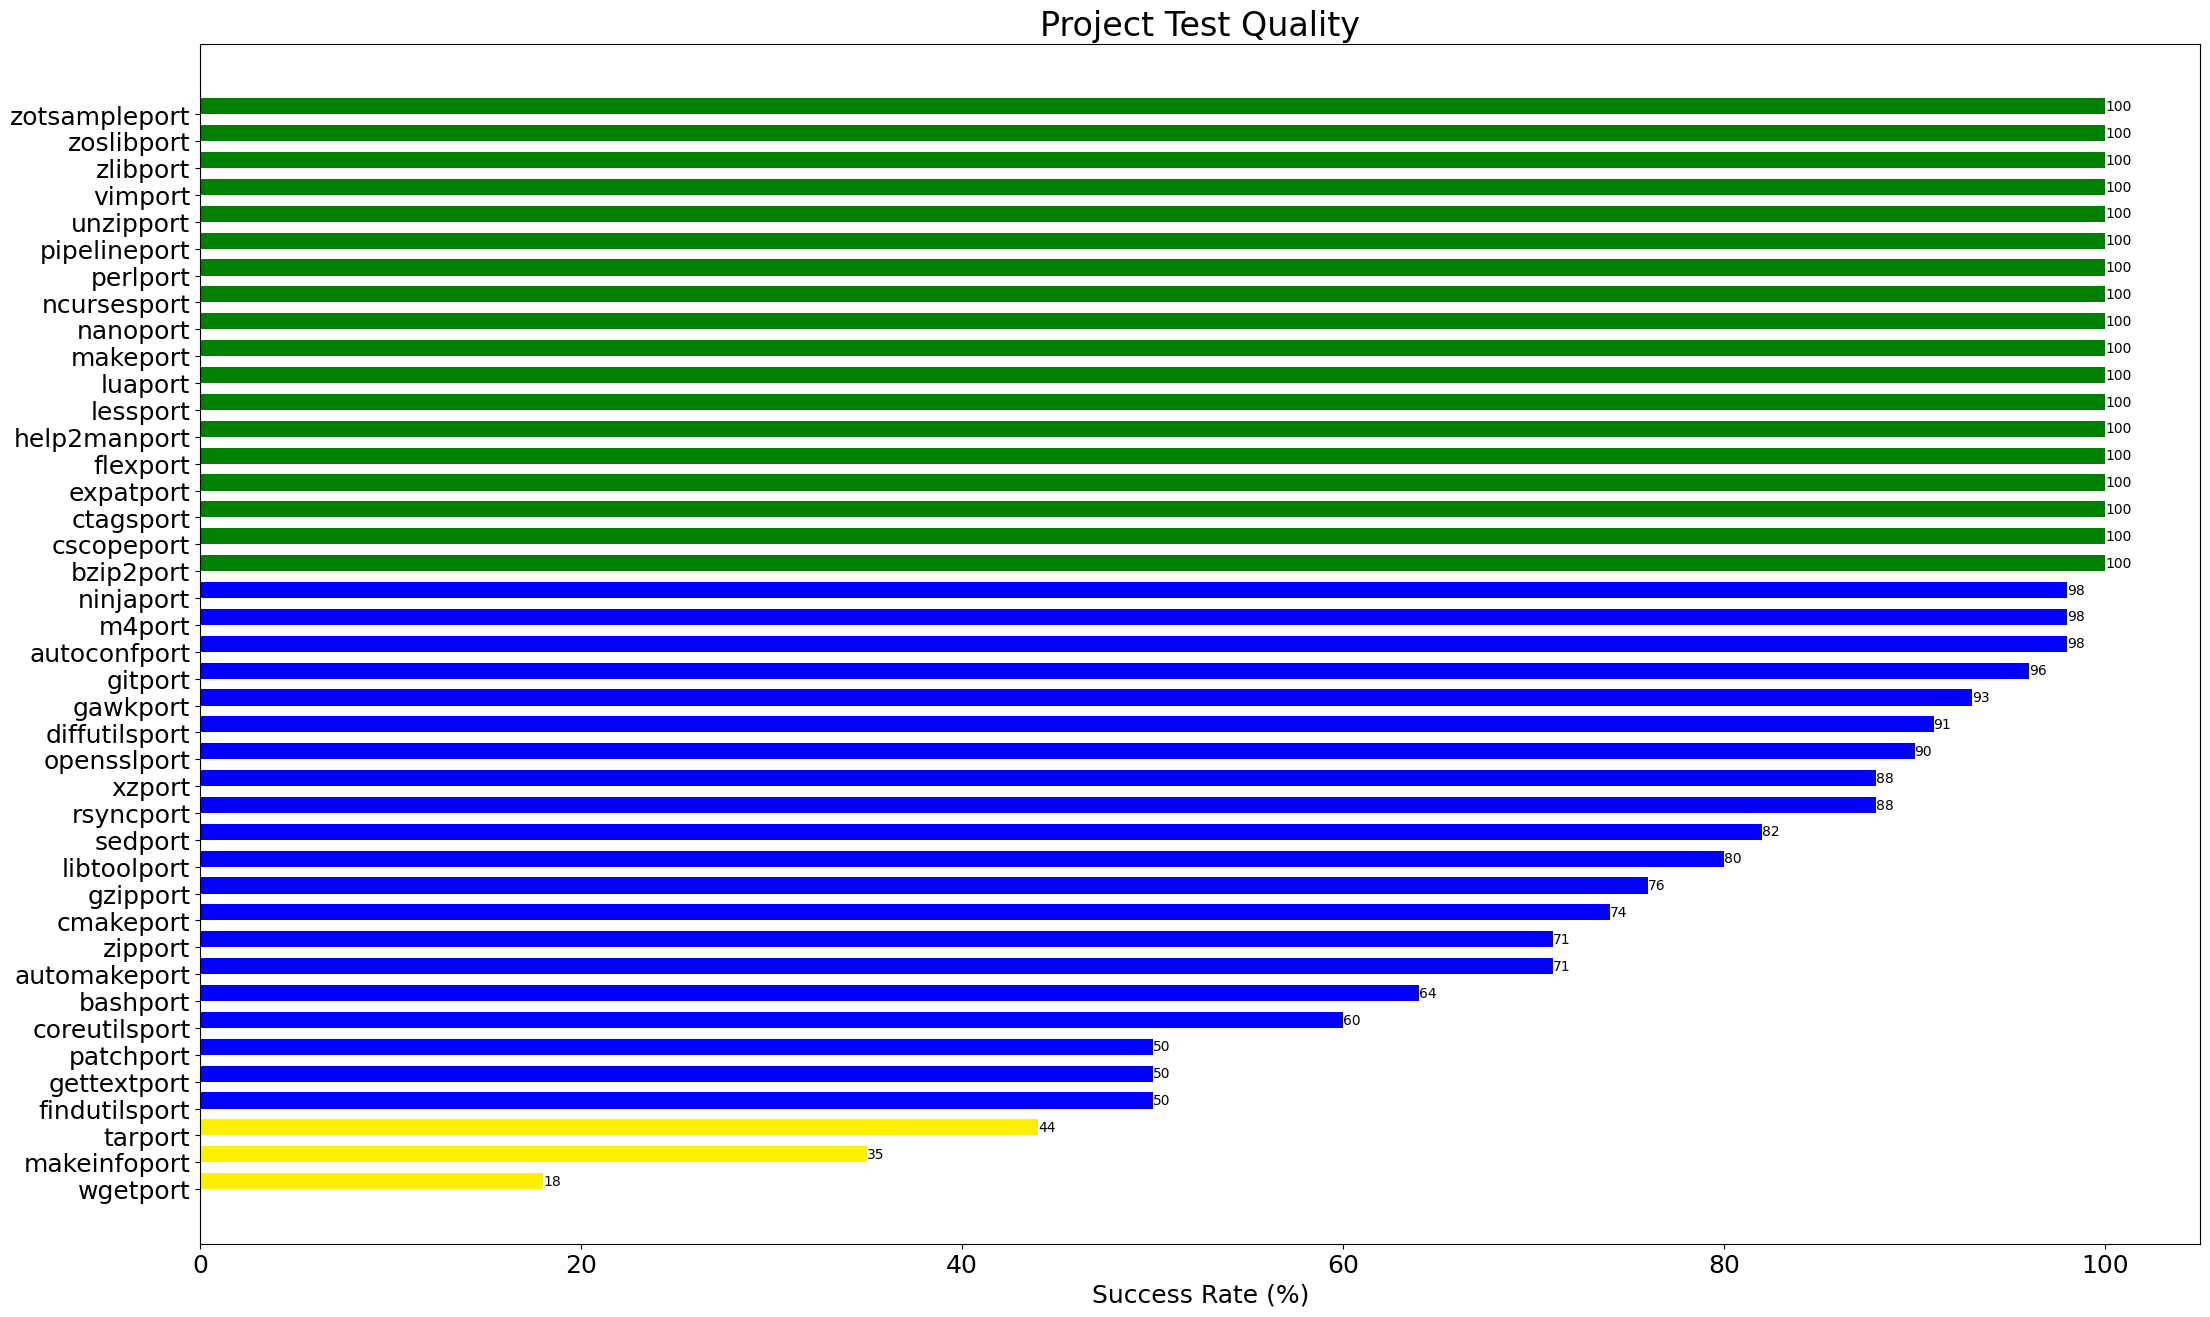 Project Test Quality
zotsampleport 100
zoslibport 100
zlibport 100
vimport 100
unzipport 100
pipelineport 100
perlport 100
ncursesport 100
nanoport 100
makeport 100
luaport 100
lessport 100
help2manport 100
flexport 100
expatport 100
ctagsport 100
cscopeport 100
bzip2port 100
ninjaport 98
m4port 98
autoconfport 98
gitport 96
gawkport 93
diffutilsport 91
opensslport 90
xzport 88
rsyncport 88
sedport 82
libtoolport 80
gzipport 76
cmakeport 74
zipport 71
automakeport 71
bashport 64
coreutilsport 60
patchport 50
gettextport 50
findutilsport 50
tarport 44
makeinfoport 35
wgetport 18
0 20 40 60 80 100
Success Rate (%)